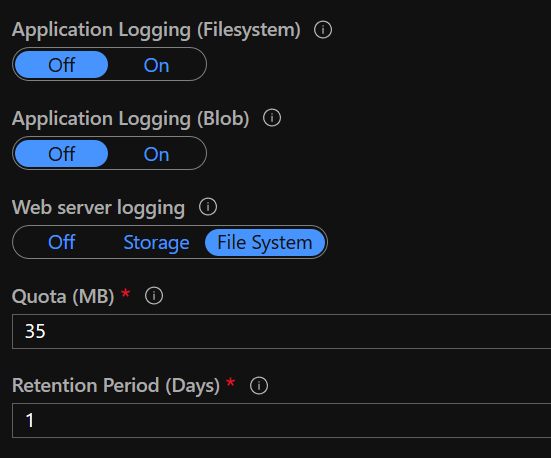 Application Logging (Filesystem)
Off On
Application Logging (Blob)
Off On
Web server logging
Off Storage File System
Quota (MB) *
35
Retention Period (Days) *
1